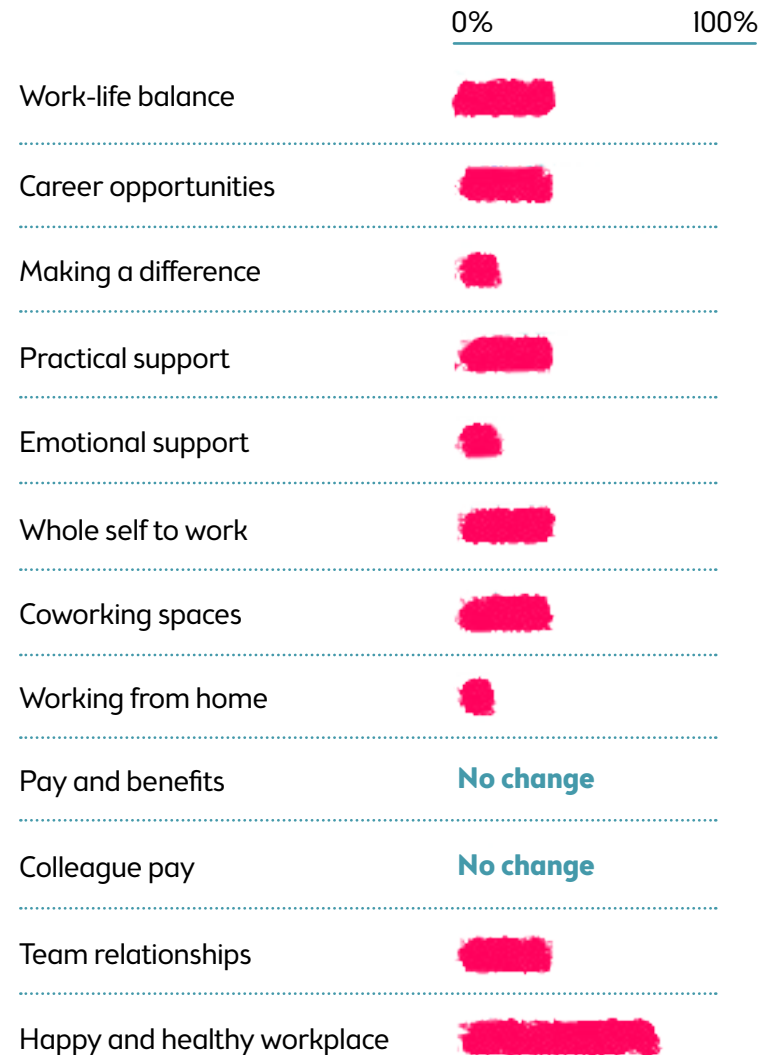 0% 100%
Work-life balance
Career opportunities
Making a difference
Practical support
Emotional support
Whole self to work
Coworking spaces
Working from home
Pay and benefits No change
Colleague pay No change
Team relationships
Happy and healthy workplace